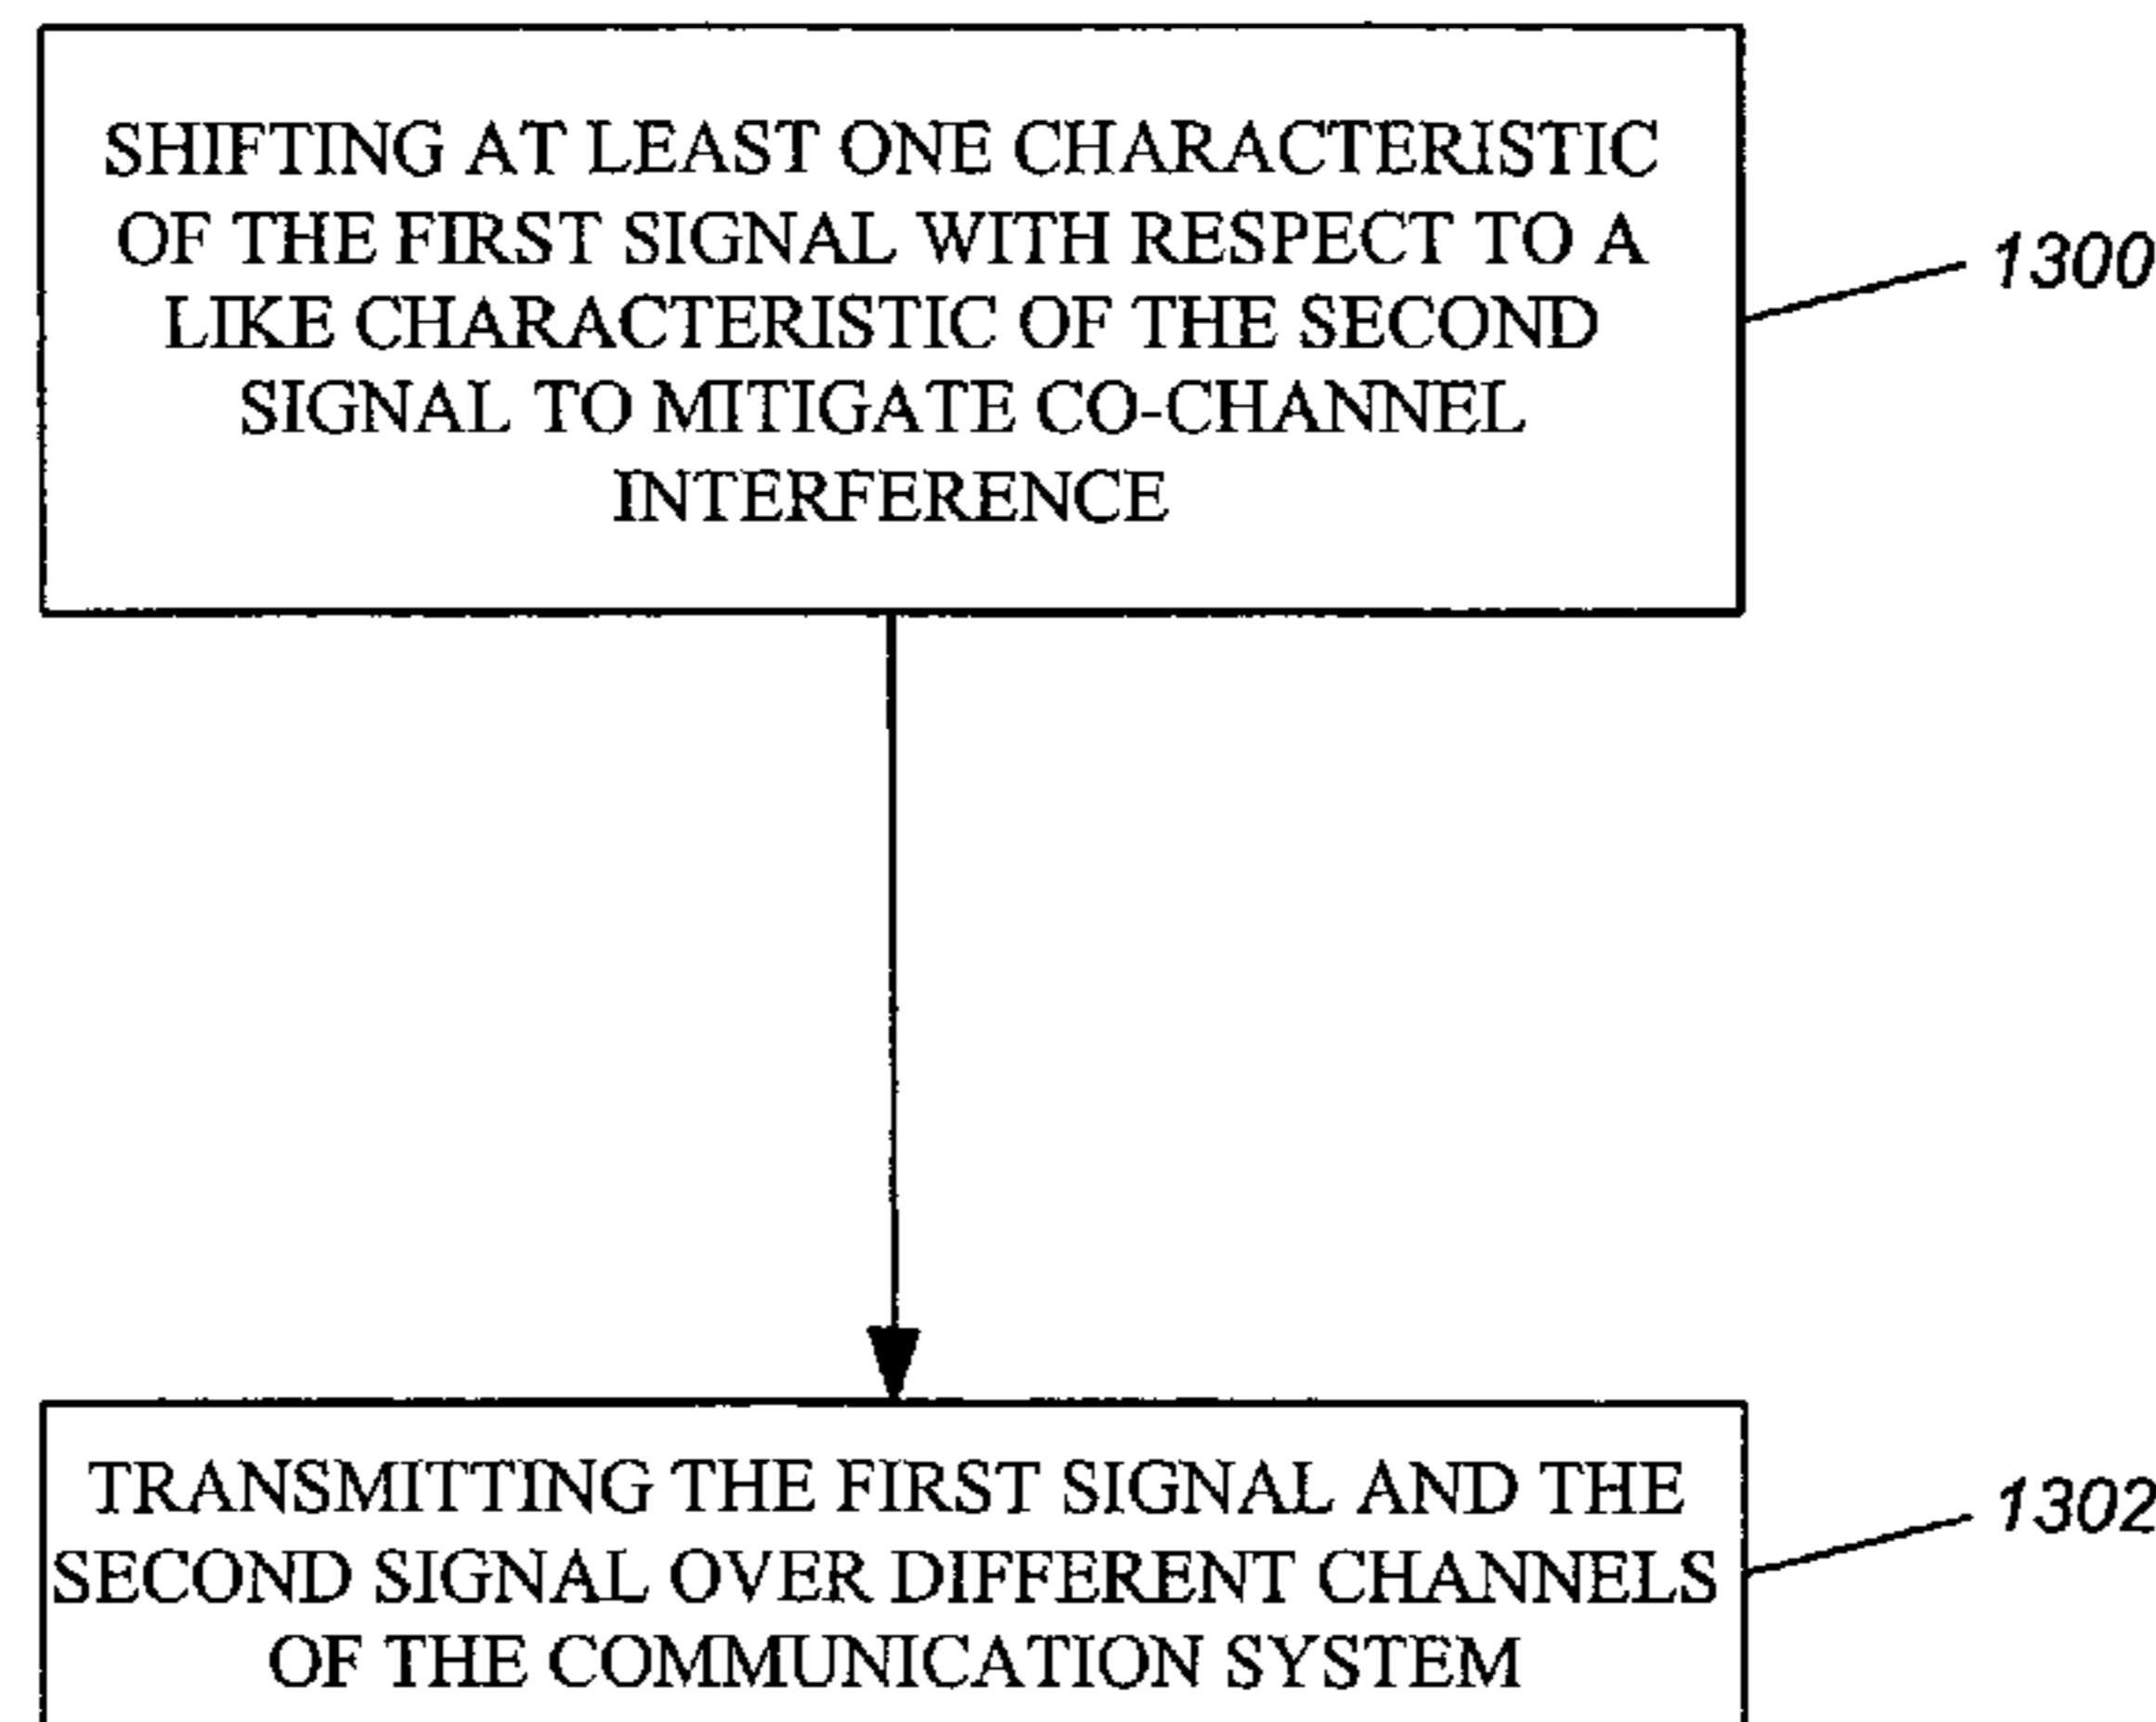 SHIFTING AT LEAST ONE CHARACTERISTIC
OF THE FIRST SIGNAL WITH RESPECT TO A
LIKE CHARACTERISTIC OF THE SECOND
SIGNAL TO MITIGATE CO-CHANNEL
INTERFERENCE
1300
TRANSMITTING THE FIRST SIGNAL AND THE
SECOND SIGNAL OVER DIFFERENT CHANNELS
OF THE COMMUNICATION SYSTEM
1302